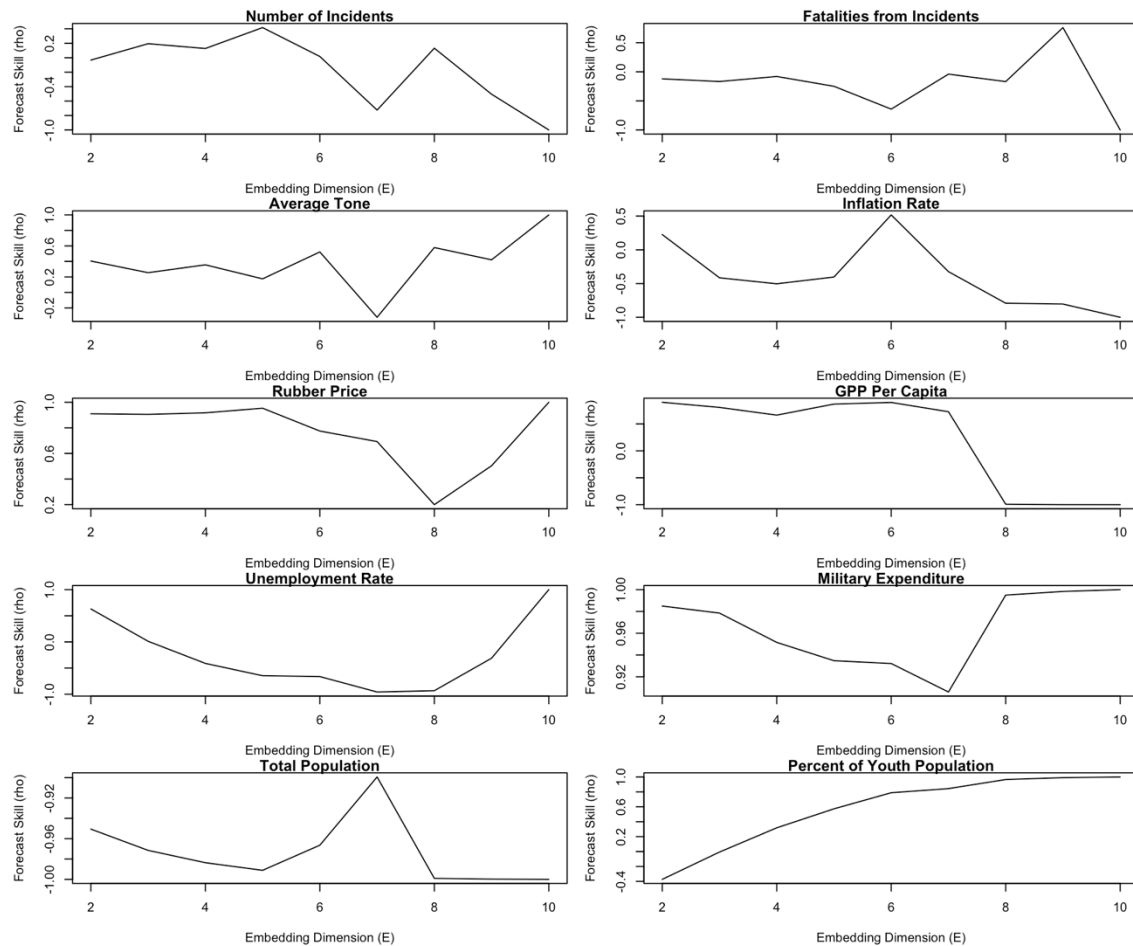 Number of Incidents
Forecast Skill (rho)
0.2
-0.4
-1.0
2 4 6 8 10
Embedding Dimension (E)
Fatalities from Incidents
Forecast Skill (rho)
0.5
0.0
-1.0
2 4 6 8 10
Embedding Dimension (E)
Average Tone
Forecast Skill (rho)
1.0
0.6
0.2
-0.2
2 4 6 8 10
Embedding Dimension (E)
Inflation Rate
Forecast Skill (rho)
0.5
0.0
-0.5
-1.0
2 4 6 8 10
Embedding Dimension (E)
Rubber Price
Forecast Skill (rho)
1.0
0.6
0.2
2 4 6 8 10
Embedding Dimension (E)
GPP Per Capita
Forecast Skill (rho)
0.0
-1.0
2 4 6 8 10
Embedding Dimension (E)
Unemployment Rate
Forecast Skill (rho)
1.0
0.0
-1.0
2 4 6 8 10
Embedding Dimension (E)
Military Expenditure
Forecast Skill (rho)
1.00
0.96
0.92
2 4 6 8 10
Embedding Dimension (E)
Total Population
Forecast Skill (rho)
-0.92
-0.96
-1.00
2 4 6 8 10
Embedding Dimension (E)
Percent of Youth Population
Forecast Skill (rho)
1.0
0.6
0.2
-0.4
2 4 6 8 10
Embedding Dimension (E)